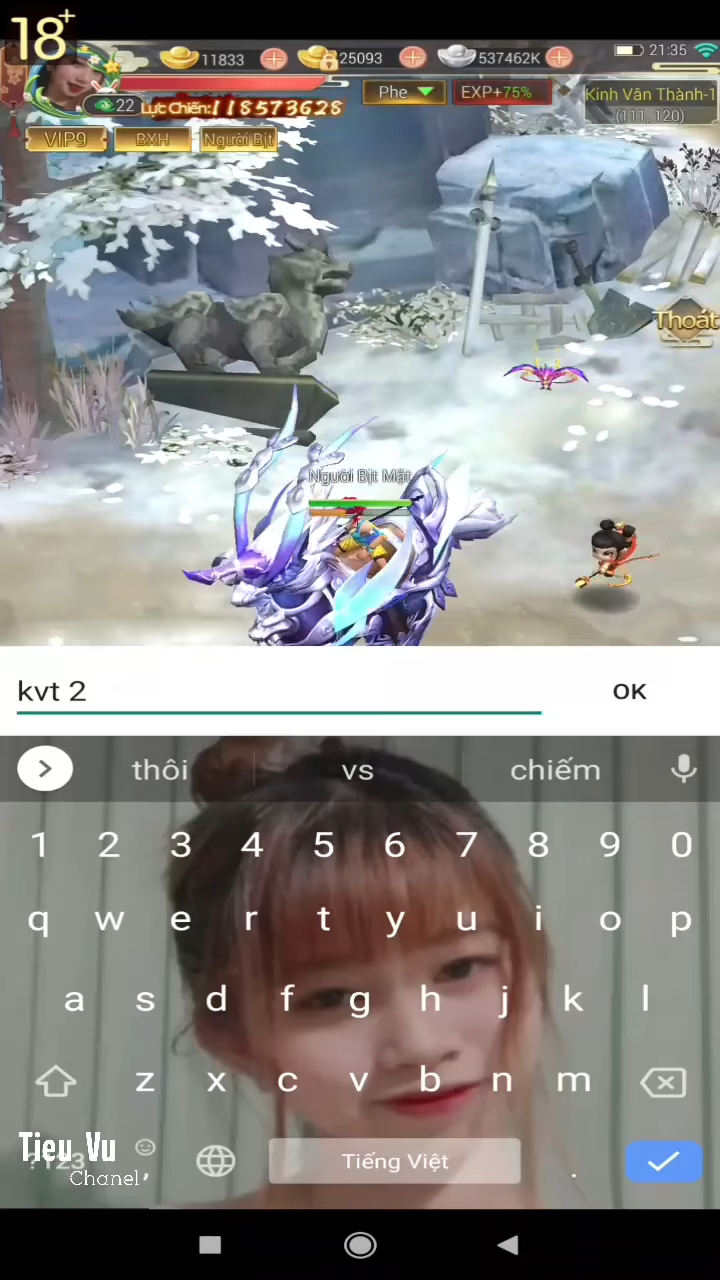 18+
11833
25093
537462K
21:35
22
Lực Chiến:118573628
Phe
EXP+75%
Kinh Vân Thành-1
(111, 120)
VIP9
BXH
Người Bịt
Thoát
Người Bịt Mặt
kvt 2
OK
thôi
vs
chiếm
1 2 3 4 5 6 7 8 9 0
q w e r t y u i o p
a s d f g h j k l
z x c v b n m
?123
,
Tiếng Việt
.
Tieu Vu
Chanel